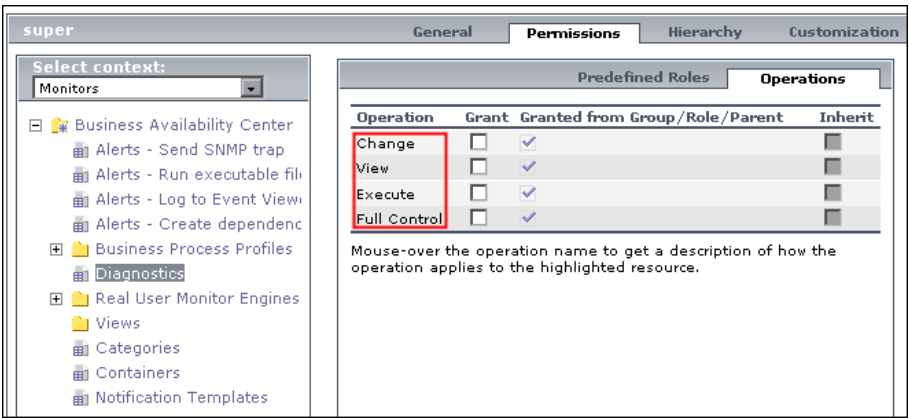 super
General
Permissions
Hierarchy
Customization
Select context:
Monitors
Business Availability Center
Alerts - Send SNMP trap
Alerts - Run executable fil
Alerts - Log to Event View
Alerts - Create dependenc
Business Process Profiles
Diagnostics
Real User Monitor Engines
Views
Categories
Containers
Notification Templates
Predefined Roles
Operations
Operation Grant Granted from Group/Role/Parent Inherit
Change
View
Execute
Full Control
Mouse-over the operation name to get a description of how the
operation applies to the highlighted resource.